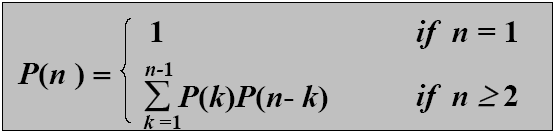 P(n ) = { 1 if n = 1
n-1
∑ P(k)P(n- k) if n ≥ 2
k =1